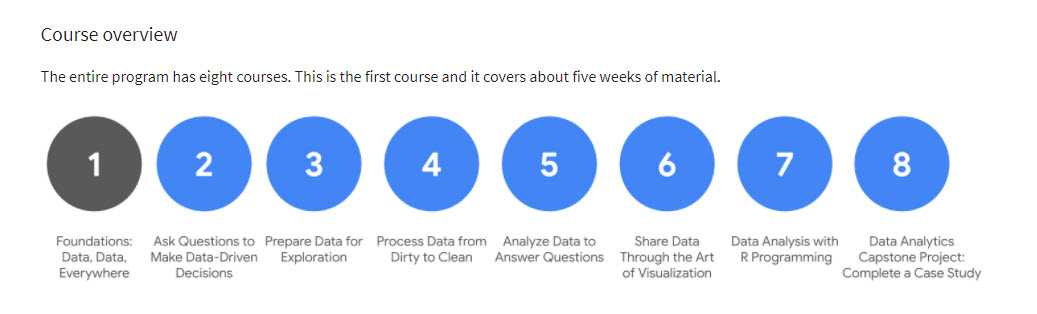 Course overview
The entire program has eight courses. This is the first course and it covers about five weeks of material.
1
2
3
4
5
6
7
8
Foundations:
Data, Data,
Everywhere
Ask Questions to
Make Data-Driven
Decisions
Prepare Data for
Exploration
Process Data from
Dirty to Clean
Analyze Data to
Answer Questions
Share Data
Through the Art
of Visualization
Data Analysis with
R Programming
Data Analytics
Capstone Project:
Complete a Case Study